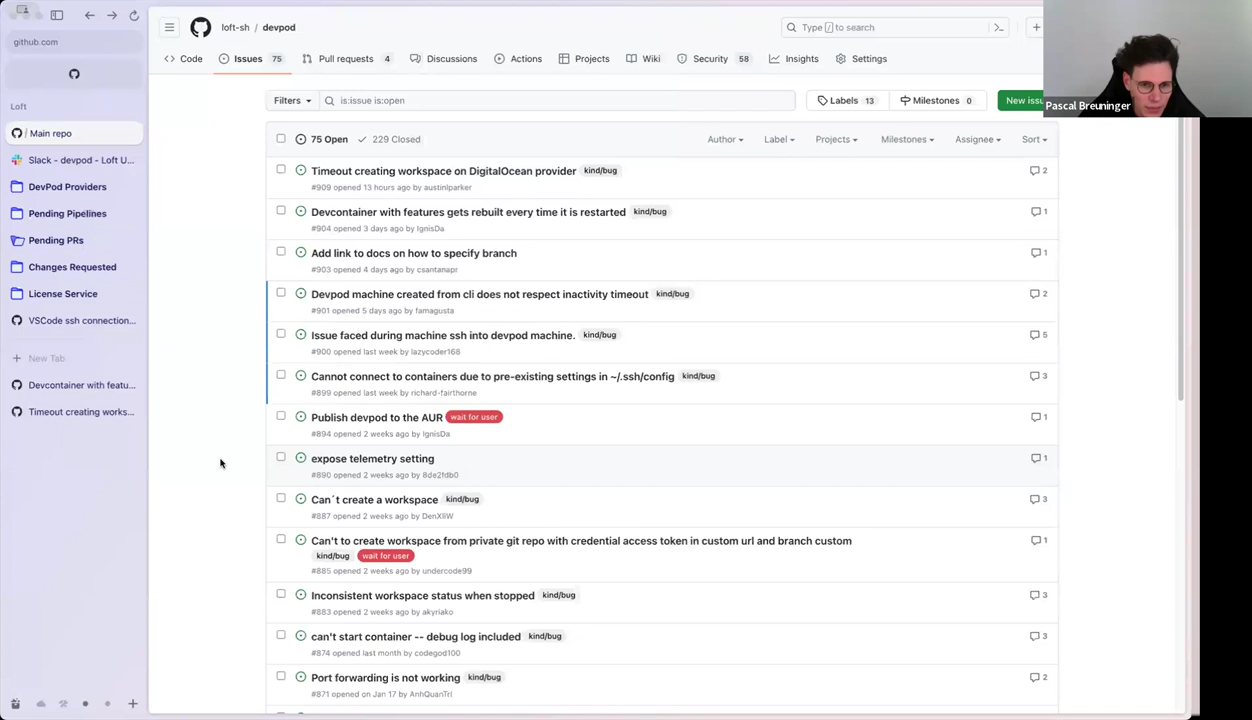 github.com
Loft
/ Main repo
Slack - devpod - Loft U...
DevPod Providers
Pending Pipelines
Pending PRs
Changes Requested
License Service
VSCode ssh connection...
New Tab
Devcontainer with featu...
Timeout creating works...
loft-sh / devpod
Type / to search
Code
Issues 75
Pull requests 4
Discussions
Actions
Projects
Wiki
Security 58
Insights
Settings
Pascal Breuninger
Filters
is:issue is:open
Labels 13
Milestones 0
New issu
75 Open
229 Closed
Author
Label
Projects
Milestones
Assignee
Sort
Timeout creating workspace on DigitalOcean provider kind/bug 2
#909 opened 13 hours ago by austinlparker
Devcontainer with features gets rebuilt every time it is restarted kind/bug 1
#904 opened 3 days ago by IgnisDa
Add link to docs on how to specify branch 1
#903 opened 4 days ago by csantanapr
Devpod machine created from cli does not respect inactivity timeout kind/bug 2
#901 opened 5 days ago by famagusta
Issue faced during machine ssh into devpod machine. kind/bug 5
#900 opened last week by lazycoder168
Cannot connect to containers due to pre-existing settings in ~/.ssh/config kind/bug 3
#899 opened last week by richard-fairthorne
Publish devpod to the AUR wait for user 1
#894 opened 2 weeks ago by IgnisDa
expose telemetry setting 1
#890 opened 2 weeks ago by 8de2fdb0
Can´t create a workspace kind/bug 3
#887 opened 2 weeks ago by DenXliW
Can't to create workspace from private git repo with credential access token in custom url and branch custom 1
kind/bug wait for user
#885 opened 2 weeks ago by undercode99
Inconsistent workspace status when stopped kind/bug 3
#883 opened 2 weeks ago by akyriako
can't start container -- debug log included kind/bug 3
#874 opened last month by codegod100
Port forwarding is not working kind/bug 2
#871 opened on Jan 17 by AnhQuanTrl